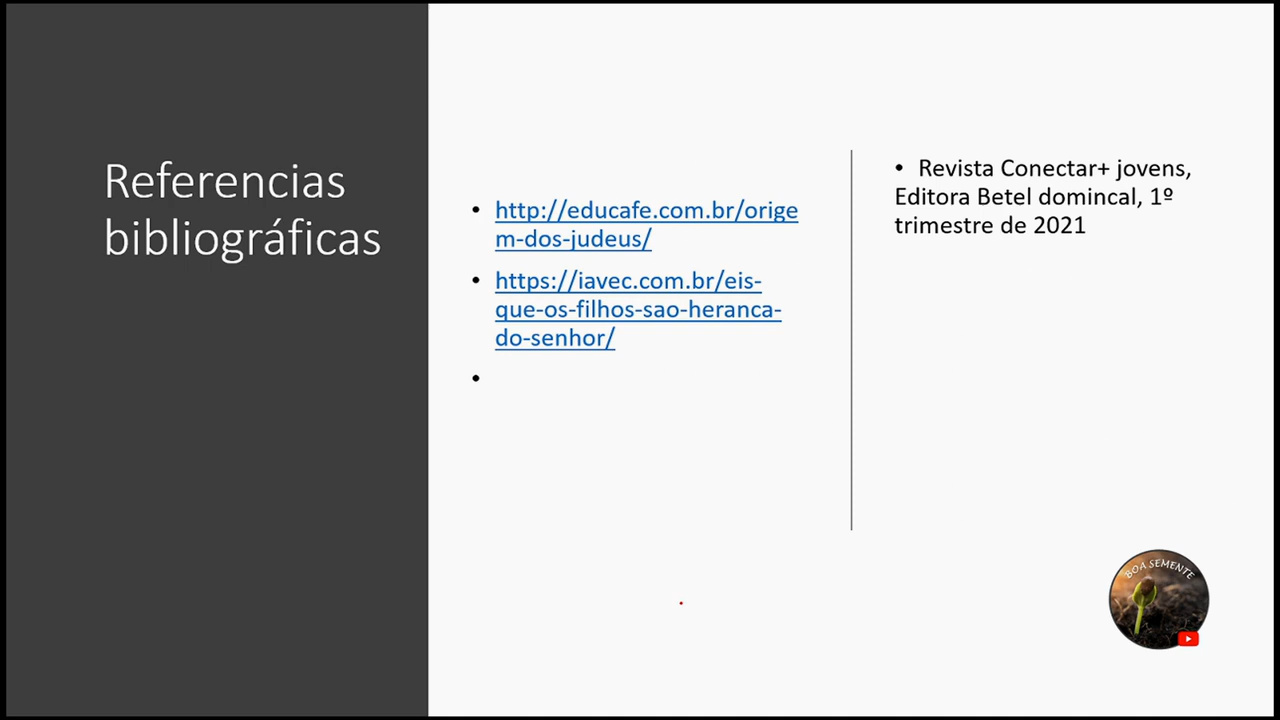 Referencias
bibliográficas
• http://educafe.com.br/orige
m-dos-judeus/
• https://iavec.com.br/eis-
que-os-filhos-sao-heranca-
do-senhor/
•
• Revista Conectar+ jovens,
Editora Betel domincal, 1º
trimestre de 2021
BOA SEMENTE